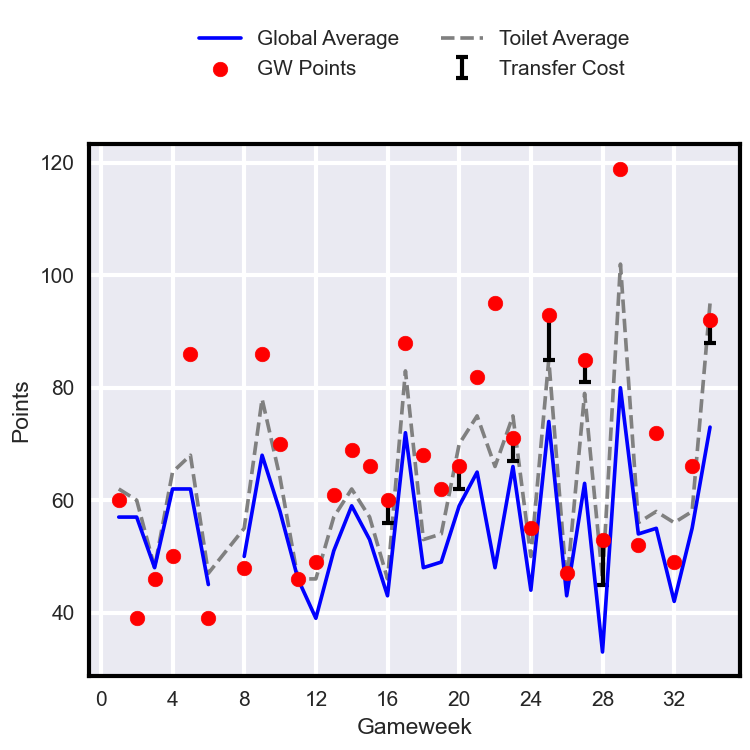 Global Average Toilet Average
GW Points Transfer Cost
120
100
80
60
40
Points
0 4 8 12 16 20 24 28 32
Gameweek